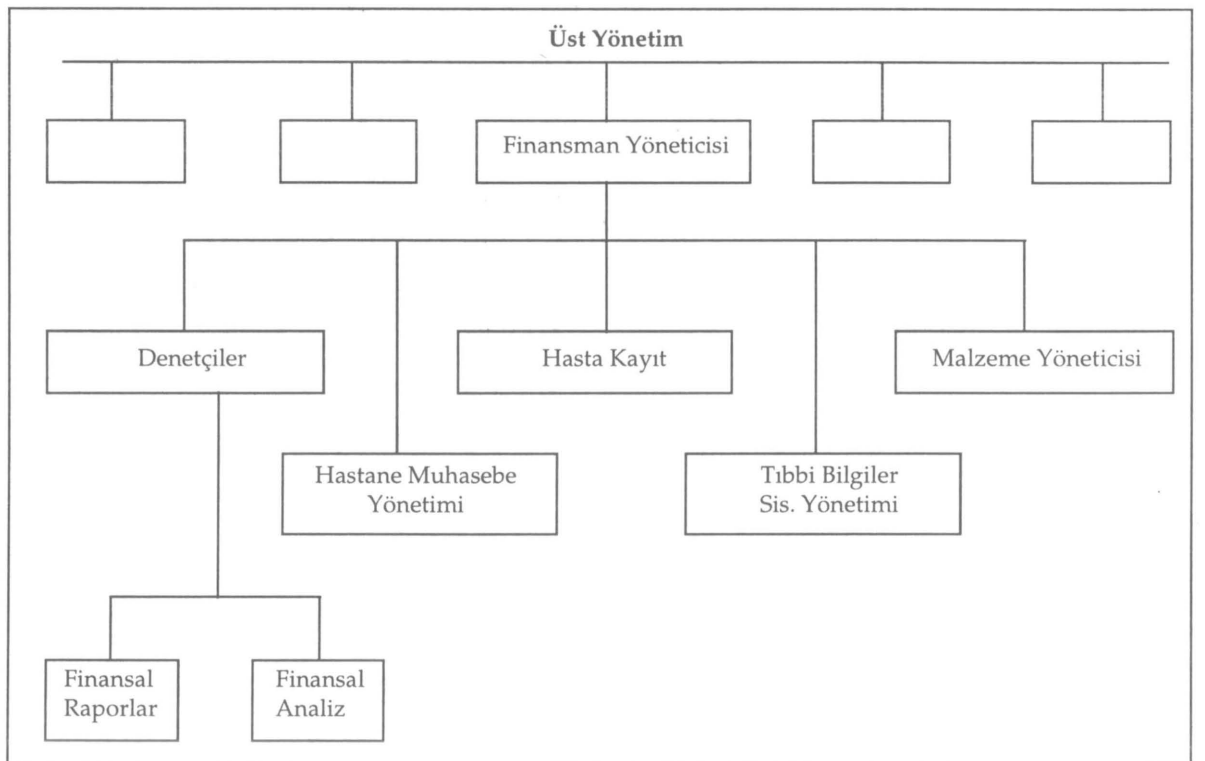 Üst Yönetim
Finansman Yöneticisi
Denetçiler
Hasta Kayıt
Malzeme Yöneticisi
Hastane Muhasebe
Yönetimi
Tıbbi Bilgiler
Sis. Yönetimi
Finansal
Raporlar
Finansal
Analiz